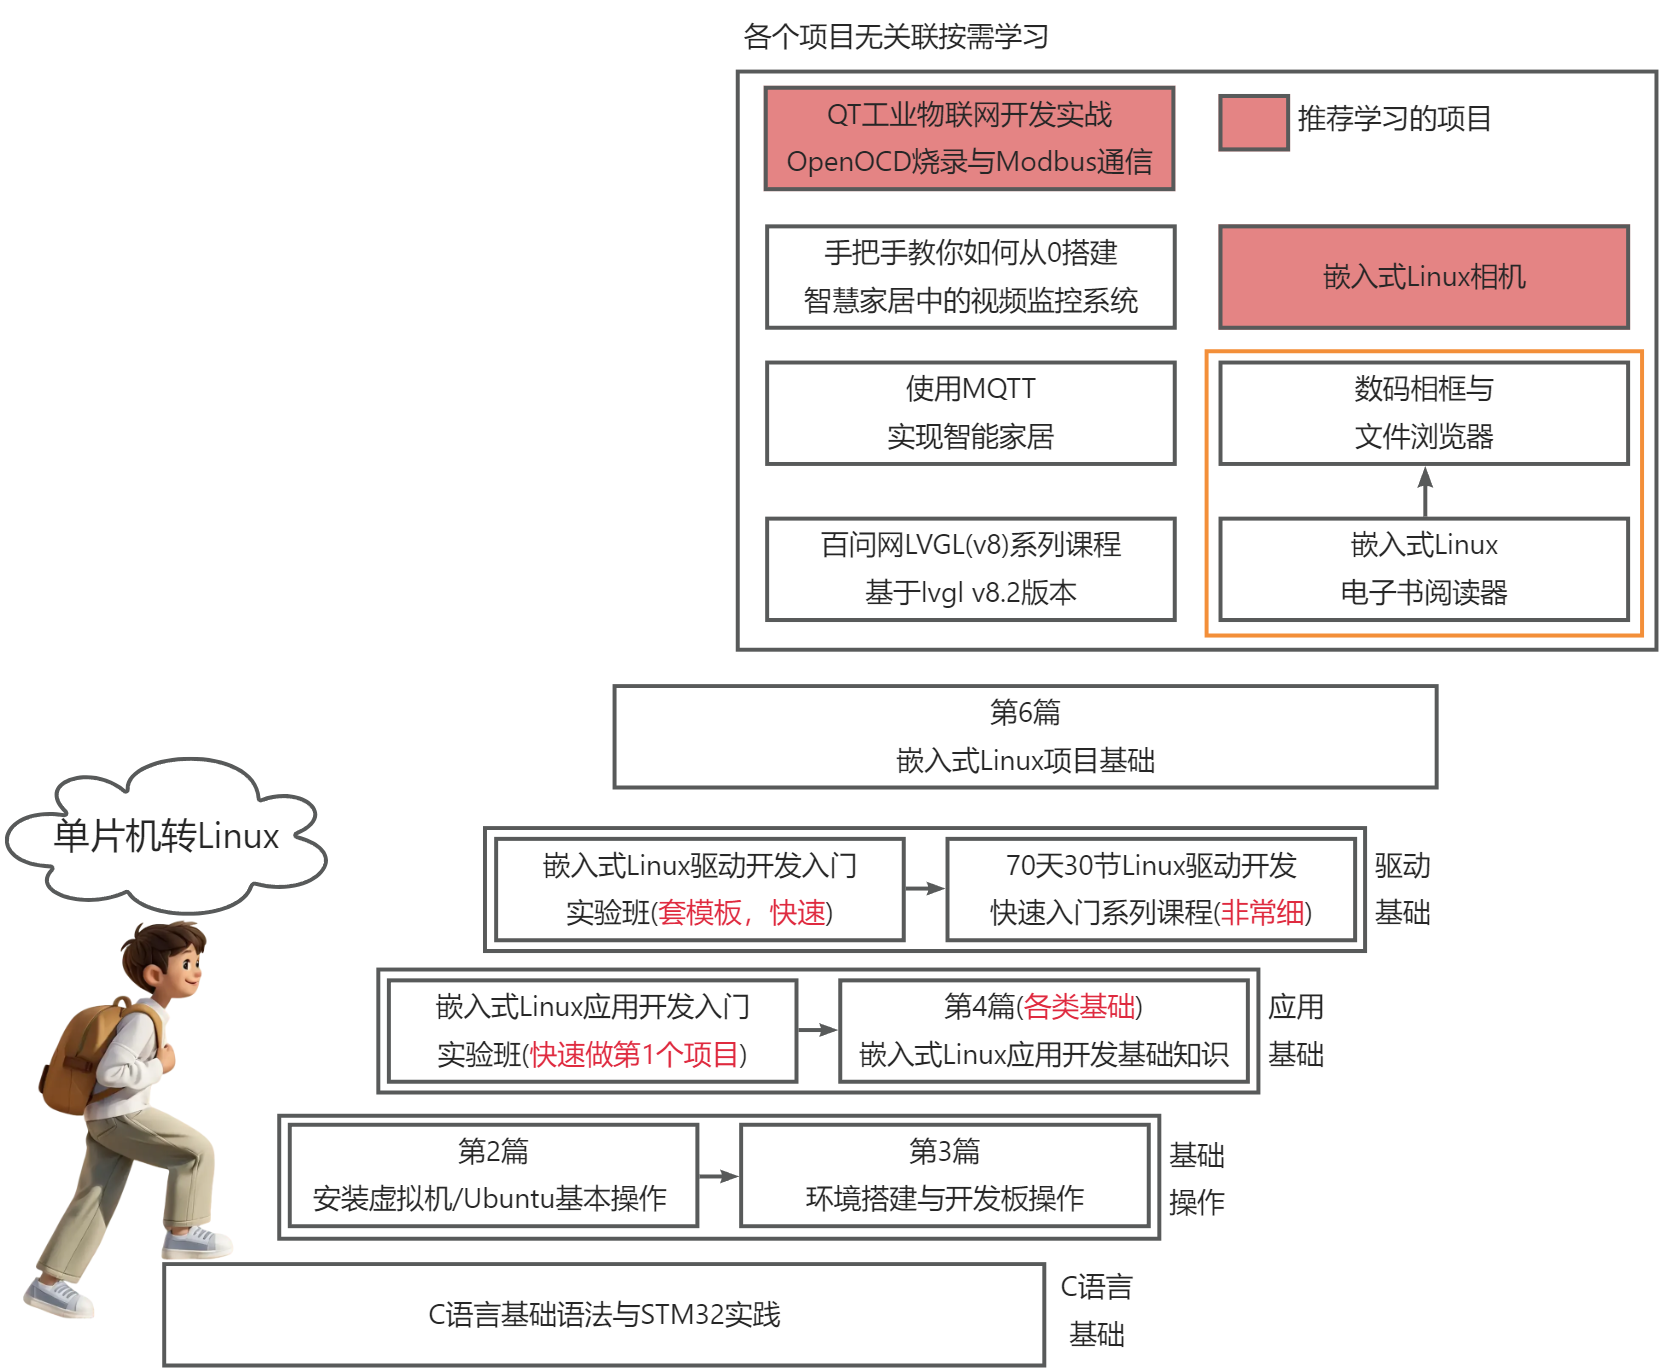 各个项目无关联按需学习
QT工业物联网开发实战
OpenOCD烧录与Modbus通信
推荐学习的项目
手把手教你如何从0搭建
智慧家居中的视频监控系统
嵌入式Linux相机
使用MQTT
实现智能家居
数码相框与
文件浏览器
百问网LVGL(v8)系列课程
基于lvgl v8.2版本
嵌入式Linux
电子书阅读器
第6篇
嵌入式Linux项目基础
单片机转Linux
嵌入式Linux驱动开发入门
实验班(套模板，快速)
70天30节Linux驱动开发
快速入门系列课程(非常细)
驱动
基础
嵌入式Linux应用开发入门
实验班(快速做第1个项目)
第4篇(各类基础)
嵌入式Linux应用开发基础知识
应用
基础
第2篇
安装虚拟机/Ubuntu基本操作
第3篇
环境搭建与开发板操作
基础
操作
C语言基础语法与STM32实践
C语言
基础